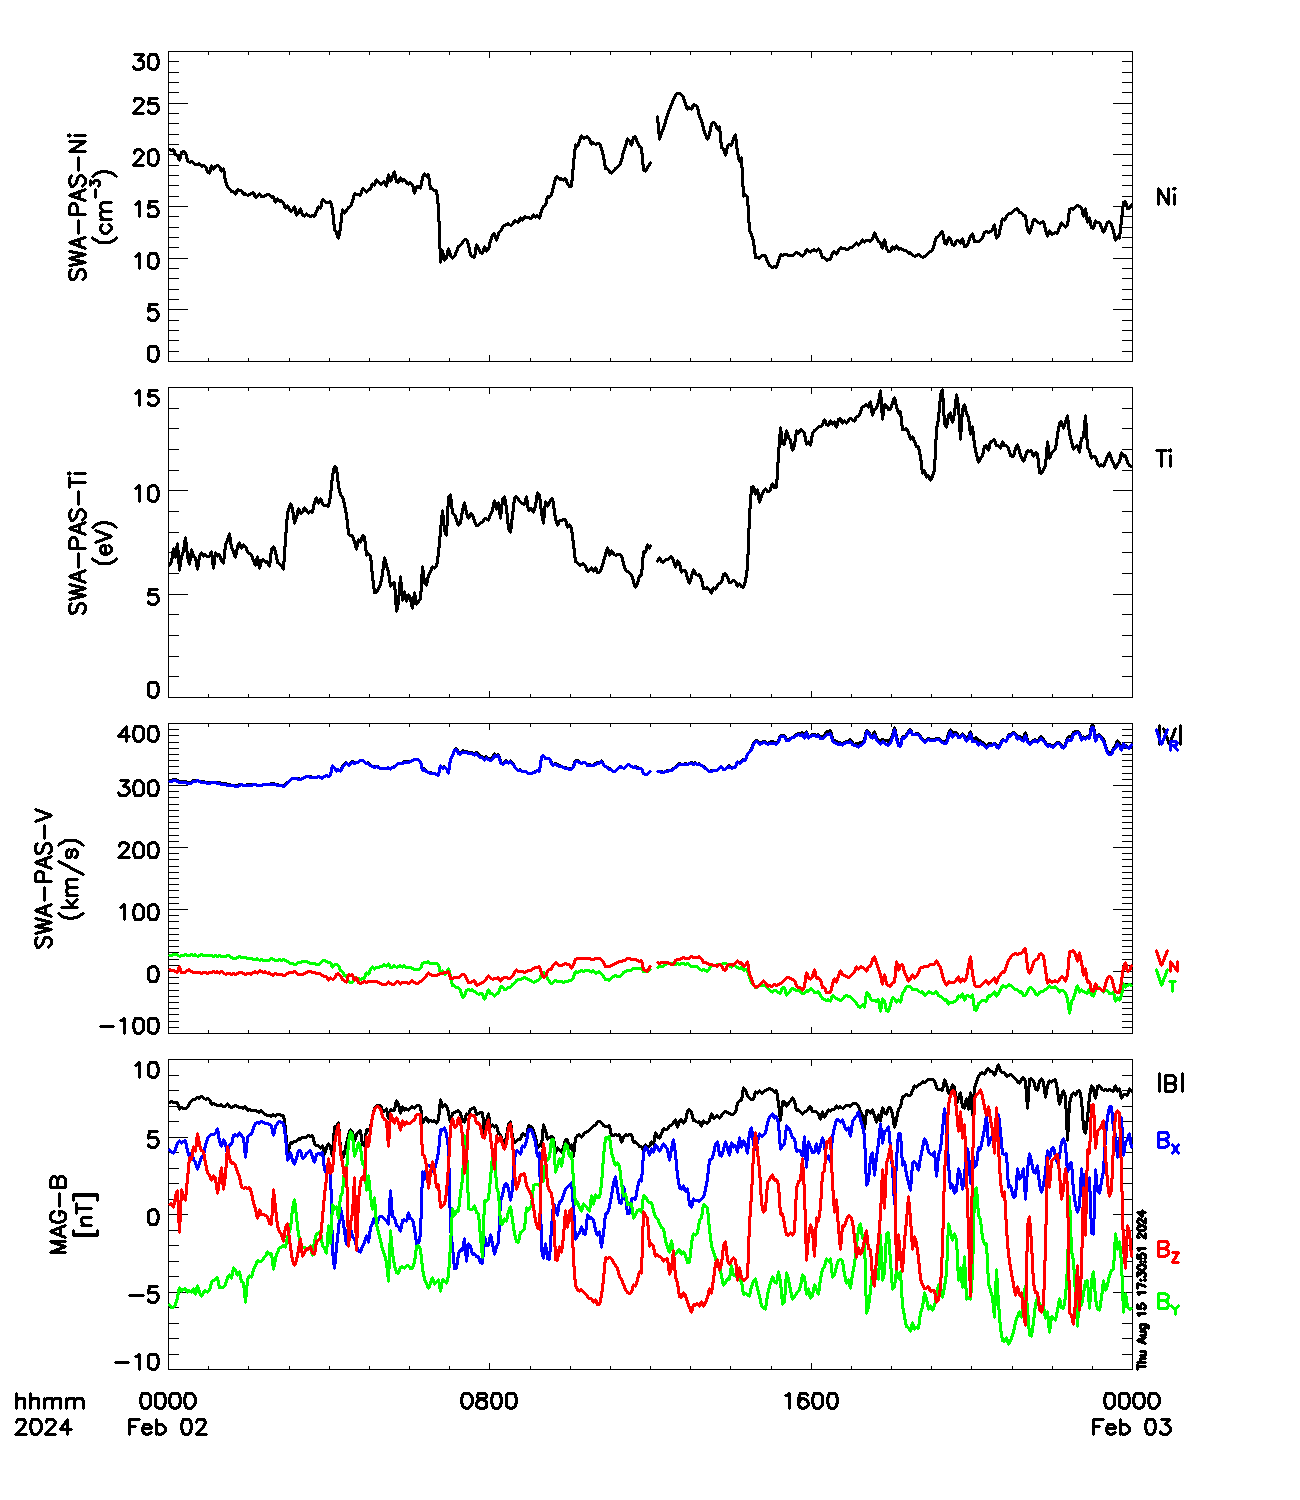 30
25
20
15
10
5
0
SWA-PAS-Ni
(cm⁻³)
Ni
15
10
5
0
SWA-PAS-Ti
(eV)
Ti
400
300
200
100
0
-100
SWA-PAS-V
(km/s)
|V|
V_R
V_N
V_T
10
5
0
-5
-10
MAG-B
[nT]
|B|
B_X
B_Z
B_Y
Thu Aug 15 17:30:51 2024
hhmm 0000 0800 1600 0000
2024 Feb 02 Feb 03